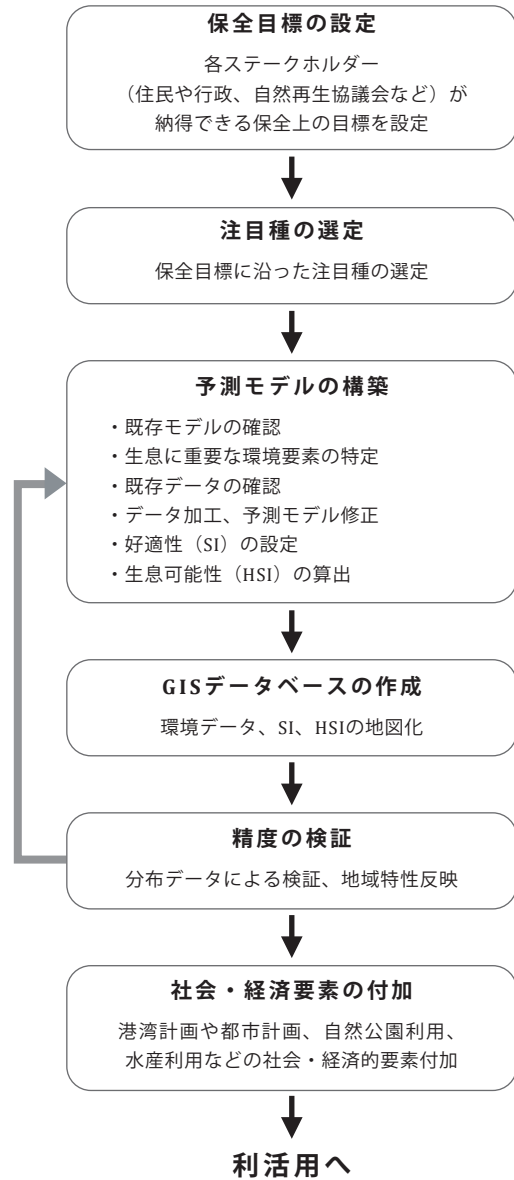 保全目標の設定
各ステークホルダー
（住民や行政、自然再生協議会など）が
納得できる保全上の目標を設定
注目種の選定
保全目標に沿った注目種の選定
予測モデルの構築
・既存モデルの確認
・生息に重要な環境要素の特定
・既存データの確認
・データ加工、予測モデル修正
・好適性（SI）の設定
・生息可能性（HSI）の算出
GISデータベースの作成
環境データ、SI、HSIの地図化
精度の検証
分布データによる検証、地域特性反映
社会・経済要素の付加
港湾計画や都市計画、自然公園利用、
水産利用などの社会・経済的要素付加
利活用へ